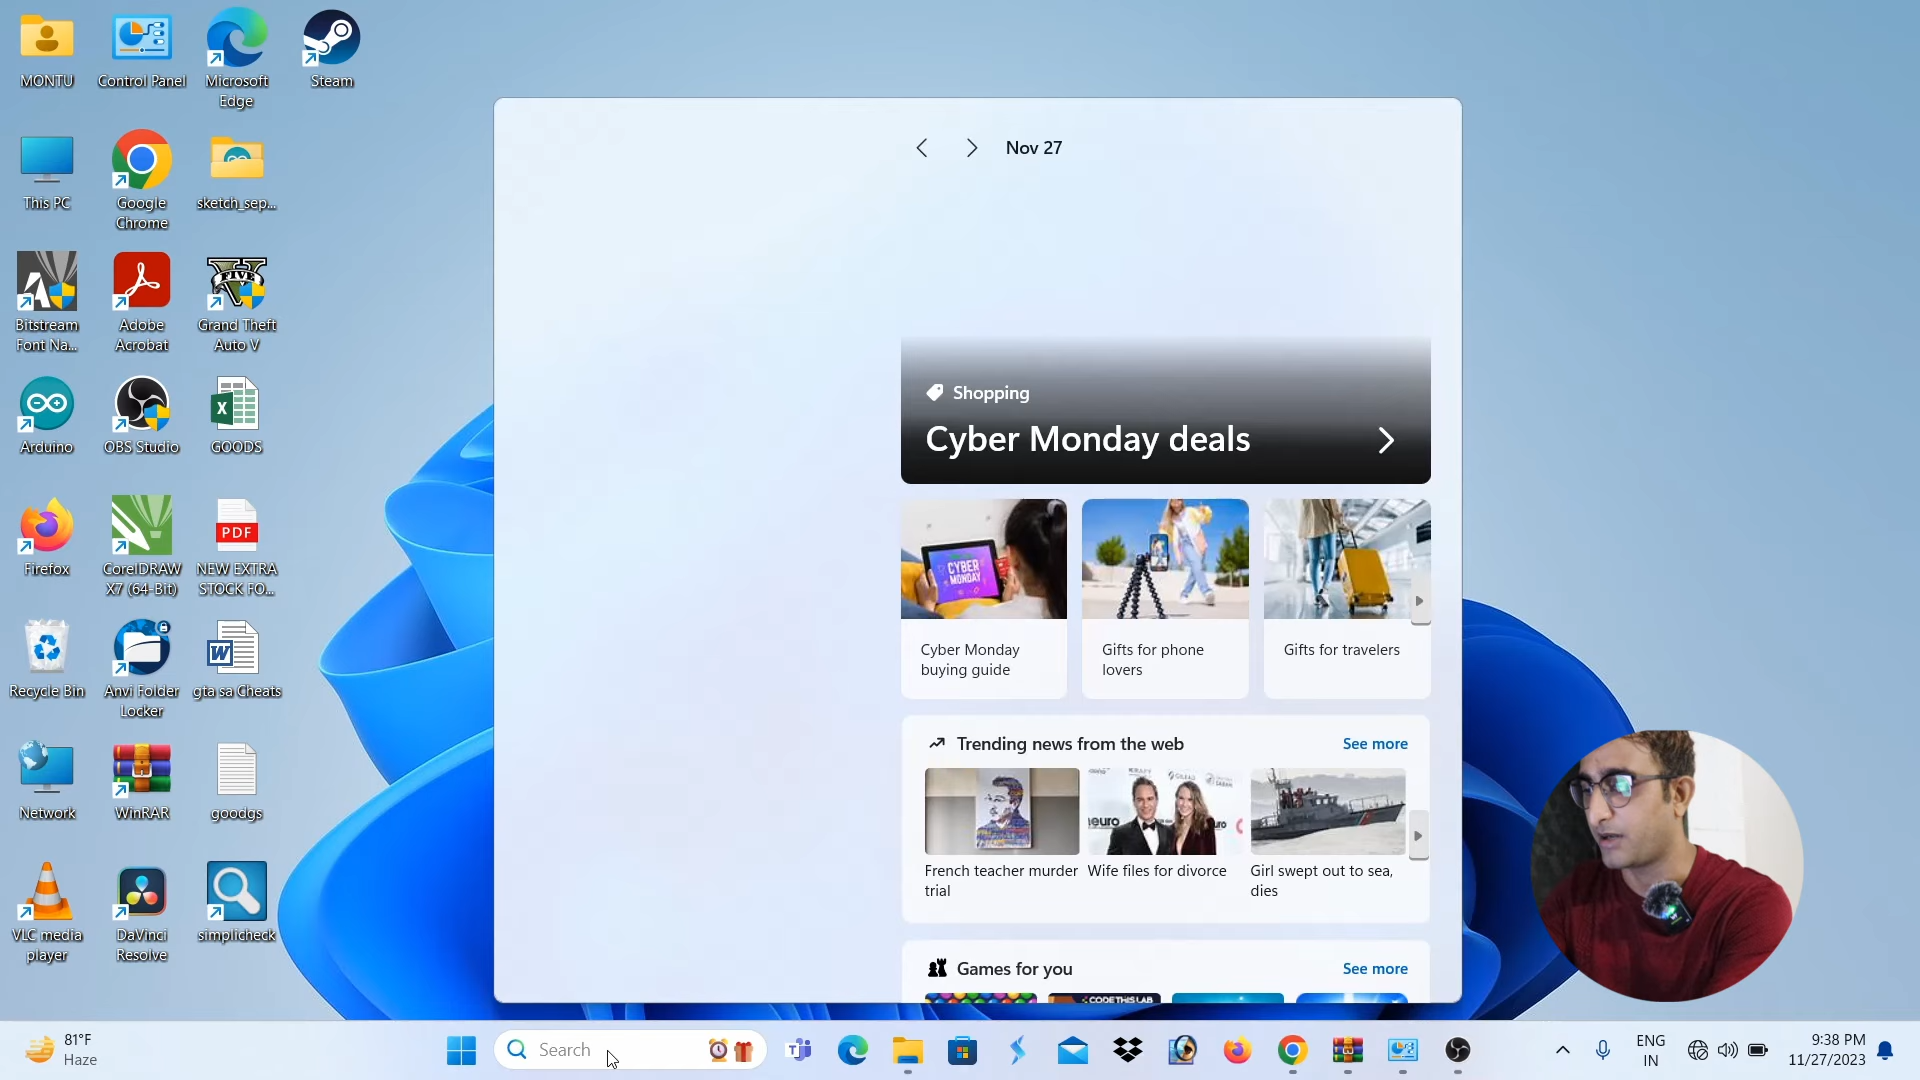 MONTU
Control Panel
Microsoft
Edge
Steam
This PC
Google
Chrome
sketch_sep...
Bitstream
Font Na...
Adobe
Acrobat
FIVE
Grand Theft
Auto V
Arduino
OBS Studio
GOODS
Firefox
CorelDRAW
X7 (64-Bit)
PDF
NEW EXTRA
STOCK FO...
Recycle Bin
Anvi Folder
Locker
gta sa Cheats
Network
WinRAR
goodgs
VLC media
player
DaVinci
Resolve
simplicheck
Nov 27
Shopping
Cyber Monday deals
CYBER
MONDAY
Cyber Monday
buying guide
Gifts for phone
lovers
Gifts for travelers
Trending news from the web
See more
French teacher murder
trial
Wife files for divorce
Girl swept out to sea,
dies
Games for you
See more
CODE THIS LAB
81°F
Haze
Search
ENG
IN
9:38 PM
11/27/2023